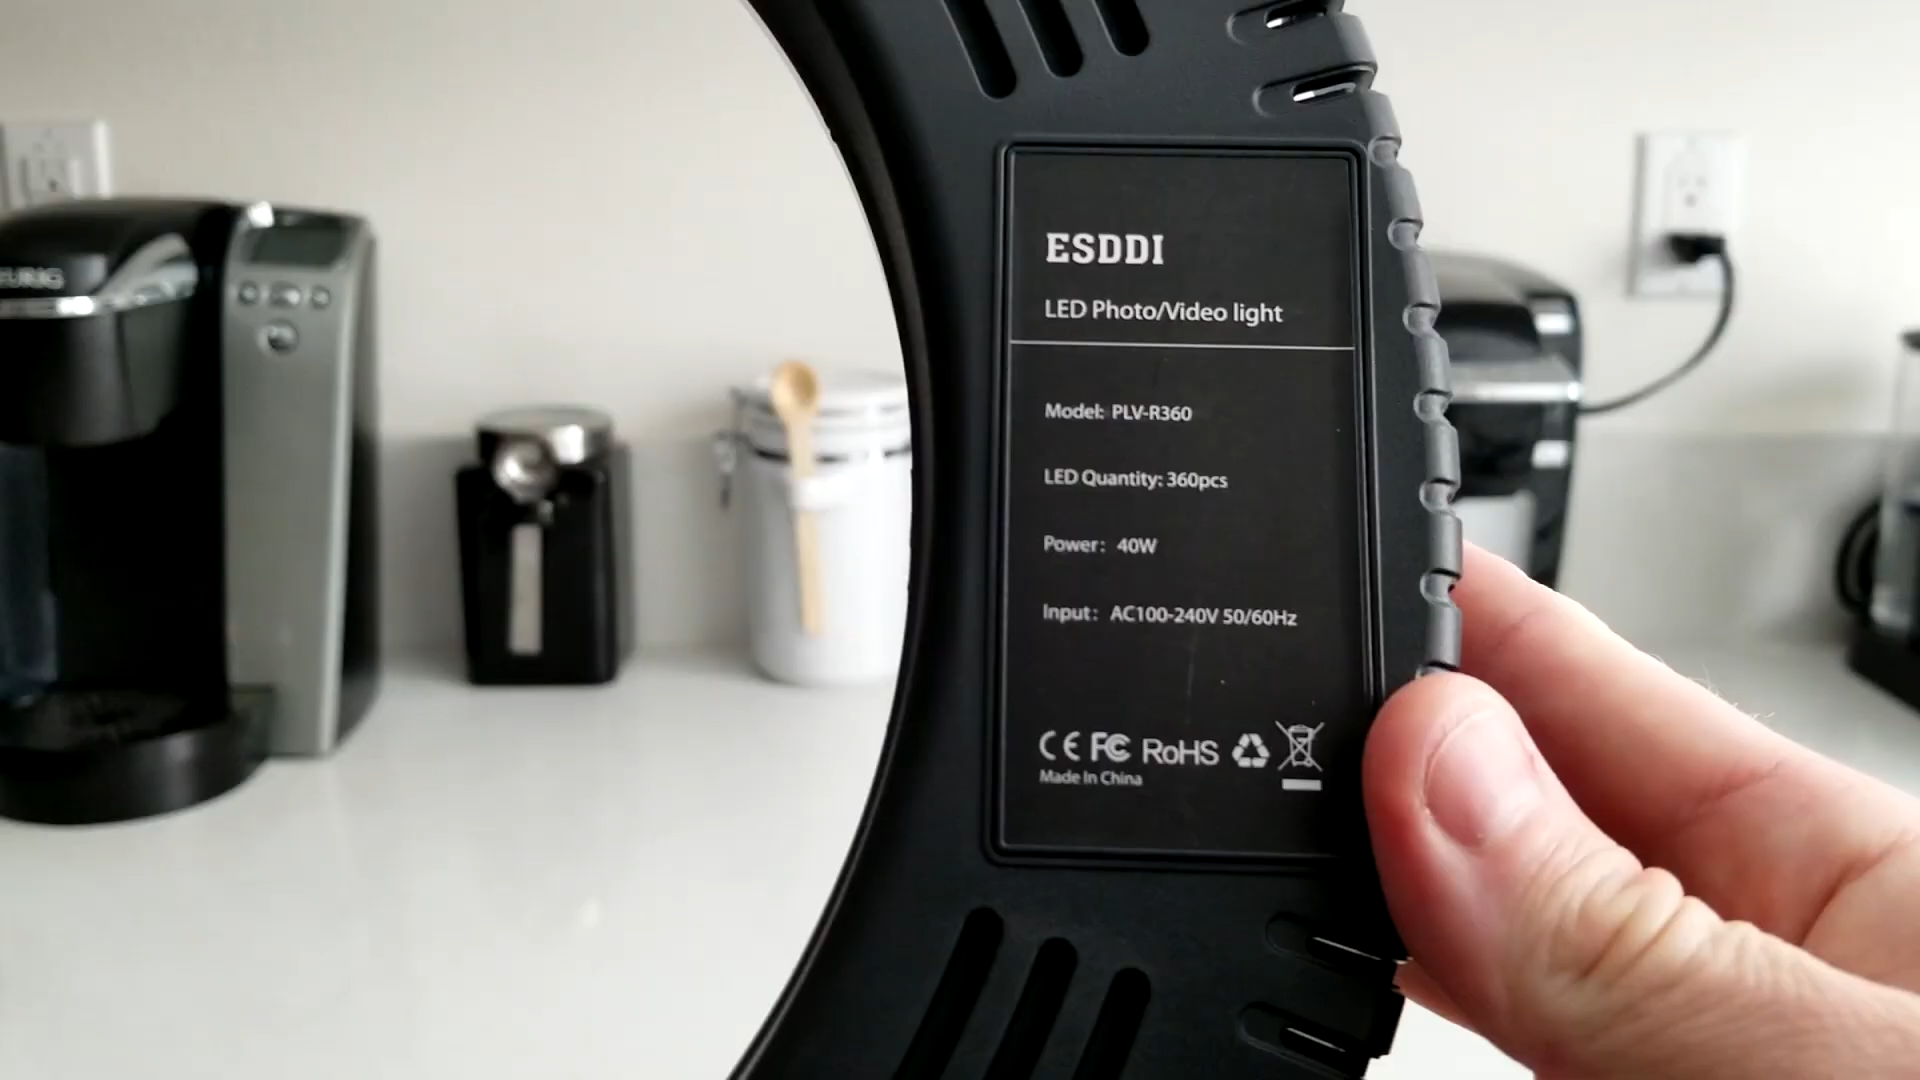 ESDDI
LED Photo/Video light
Model: PLV-R360
LED Quantity: 360pcs
Power: 40W
Input: AC100-240V 50/60Hz
CE FC RoHS
Made In China